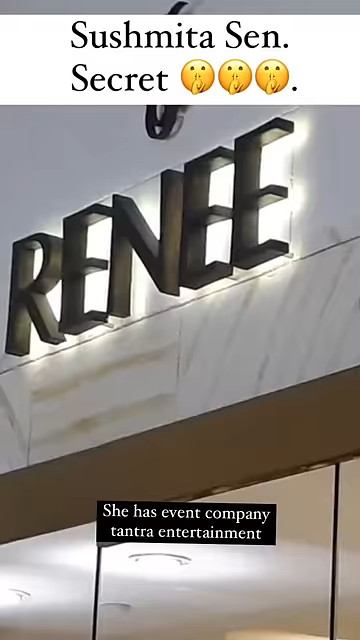 Sushmita Sen.
Secret 🤫🤫🤫.
RENEE
She has event company
tantra entertainment